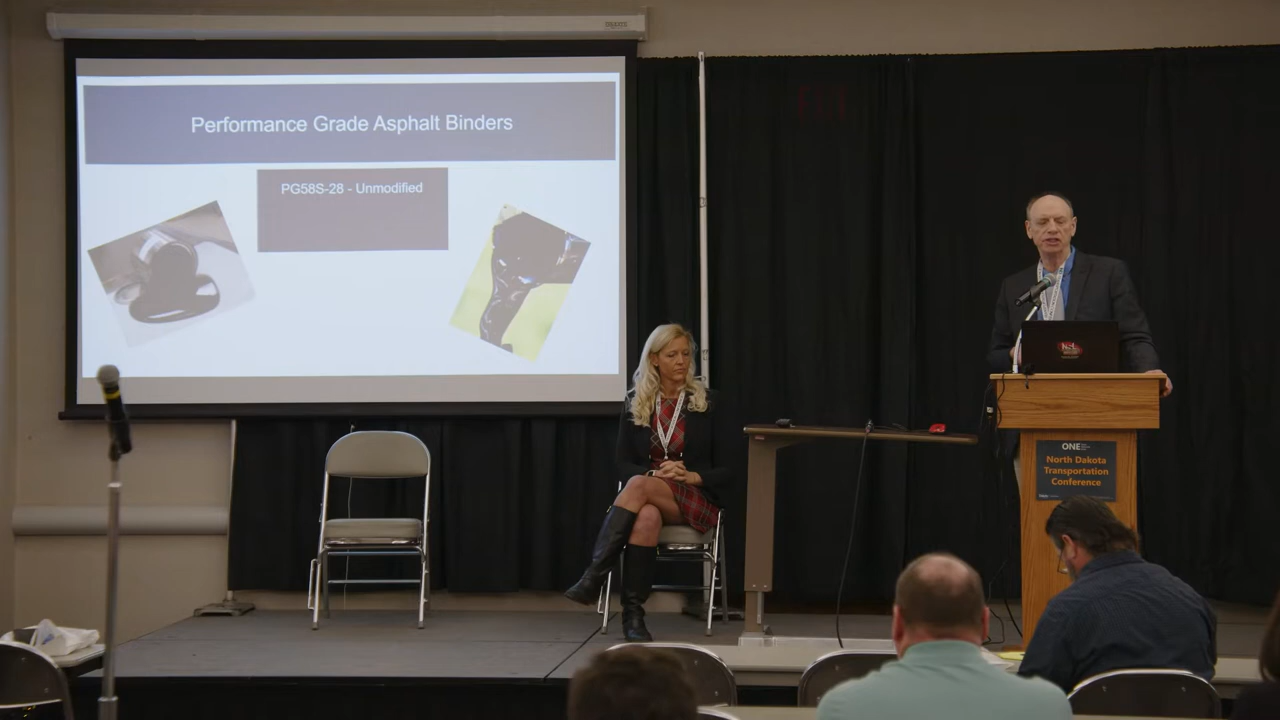 Performance Grade Asphalt Binders
PG58S-28 - Unmodified
ONE
North Dakota
Transportation
Conference